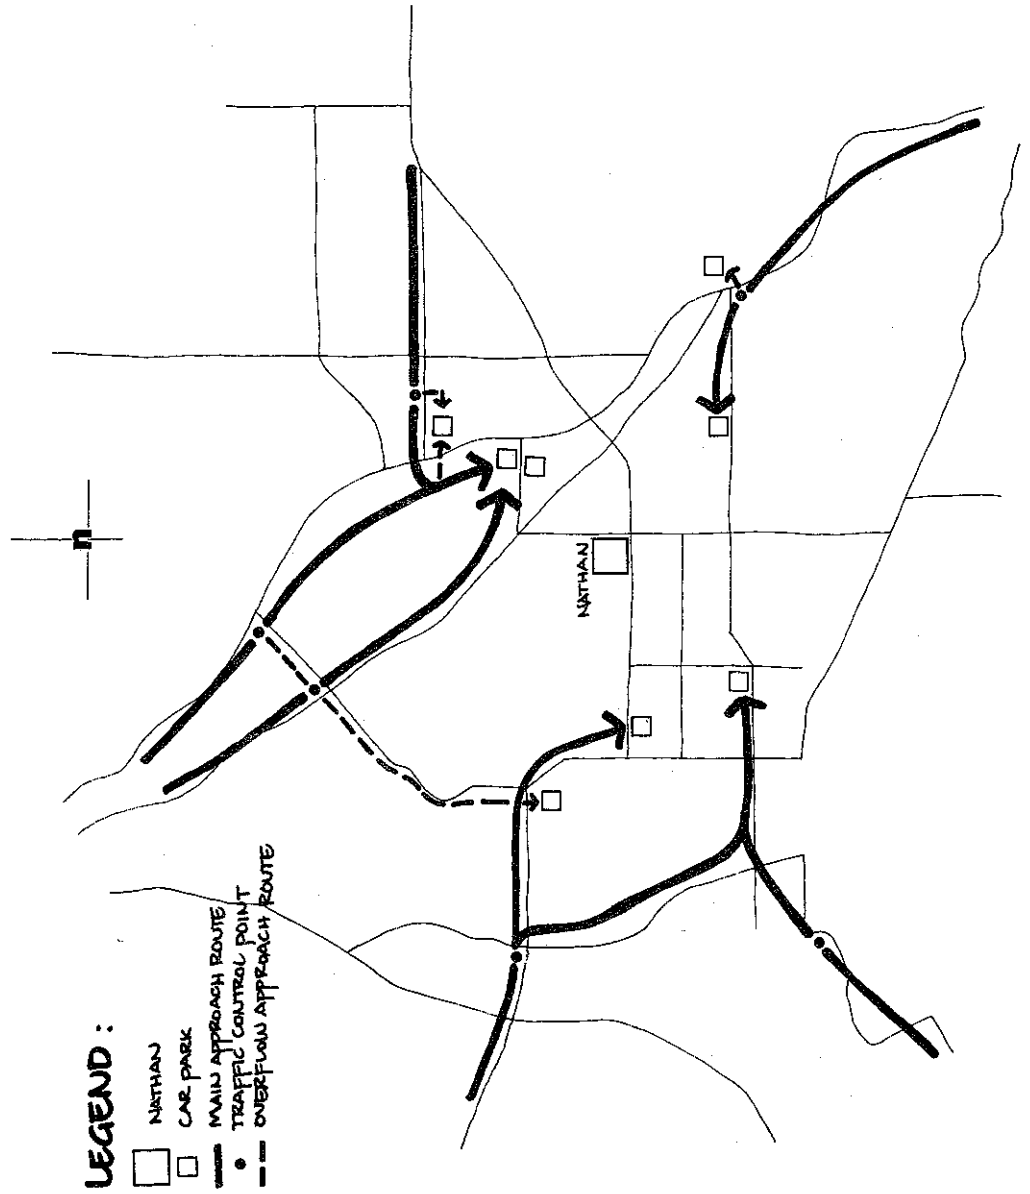 n
NATHAN
LEGEND :
NATHAN
CAR PARK
MAIN APPROACH ROUTE
TRAFFIC CONTROL POINT
OVERFLOW APPROACH ROUTE